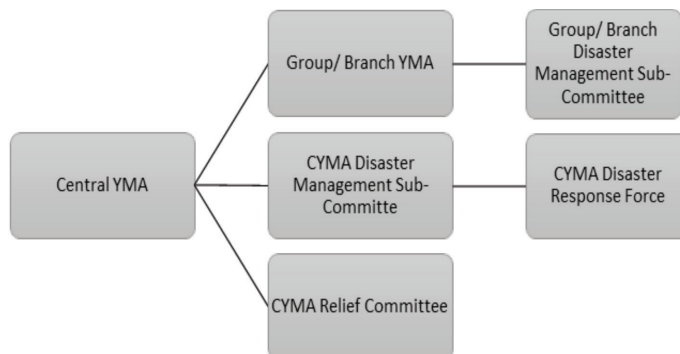 Group/ Branch YMA
Group/ Branch
Disaster
Management Sub-
Committee
Central YMA
CYMA Disaster
Management Sub-
Committe
CYMA Disaster
Response Force
CYMA Relief Committee